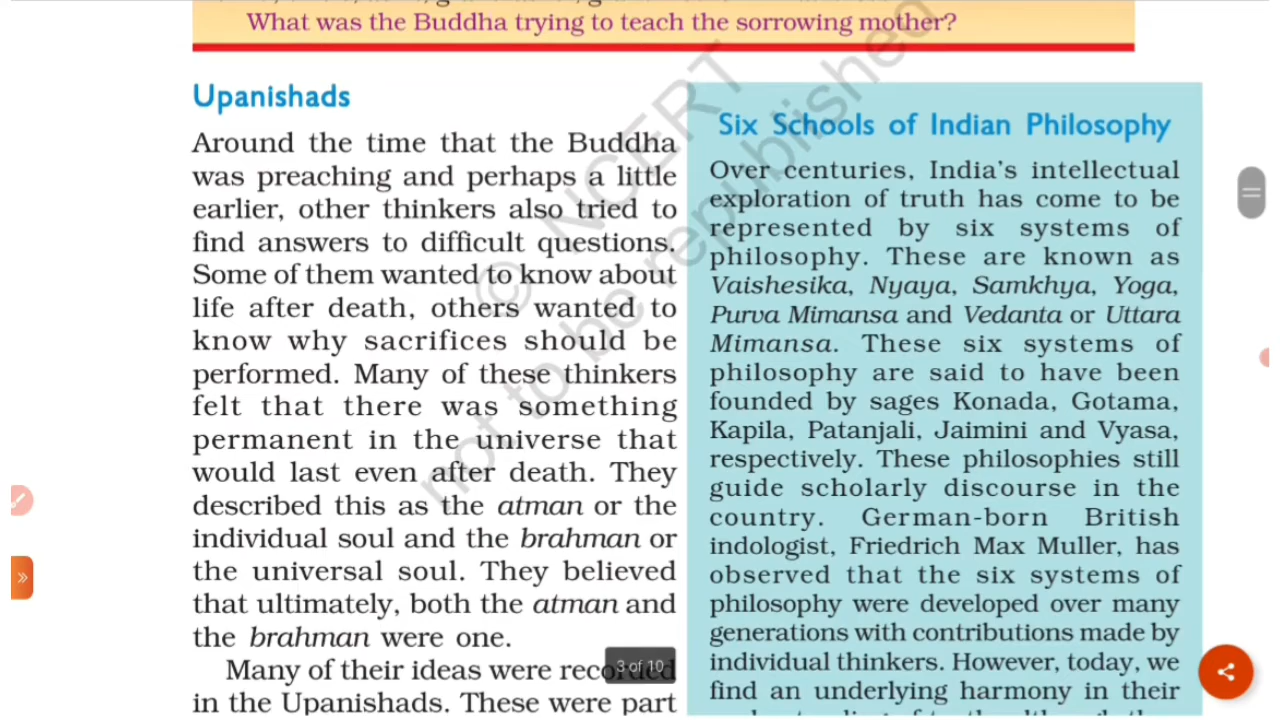 What was the Buddha trying to teach the sorrowing mother?
Upanishads
Around the time that the Buddha
was preaching and perhaps a little
earlier, other thinkers also tried to
find answers to difficult questions.
Some of them wanted to know about
life after death, others wanted to
know why sacrifices should be
performed. Many of these thinkers
felt that there was something
permanent in the universe that
would last even after death. They
described this as the atman or the
individual soul and the brahman or
the universal soul. They believed
that ultimately, both the atman and
the brahman were one.
Many of their ideas were recorded
in the Upanishads. These were part
Six Schools of Indian Philosophy
Over centuries, India's intellectual
exploration of truth has come to be
represented by six systems of
philosophy. These are known as
Vaishesika, Nyaya, Samkhya, Yoga,
Purva Mimansa and Vedanta or Uttara
Mimansa. These six systems of
philosophy are said to have been
founded by sages Konada, Gotama,
Kapila, Patanjali, Jaimini and Vyasa,
respectively. These philosophies still
guide scholarly discourse in the
country. German-born British
indologist, Friedrich Max Muller, has
observed that the six systems of
philosophy were developed over many
generations with contributions made by
individual thinkers. However, today, we
find an underlying harmony in their
© NCERT
not to be republished
3 of 10